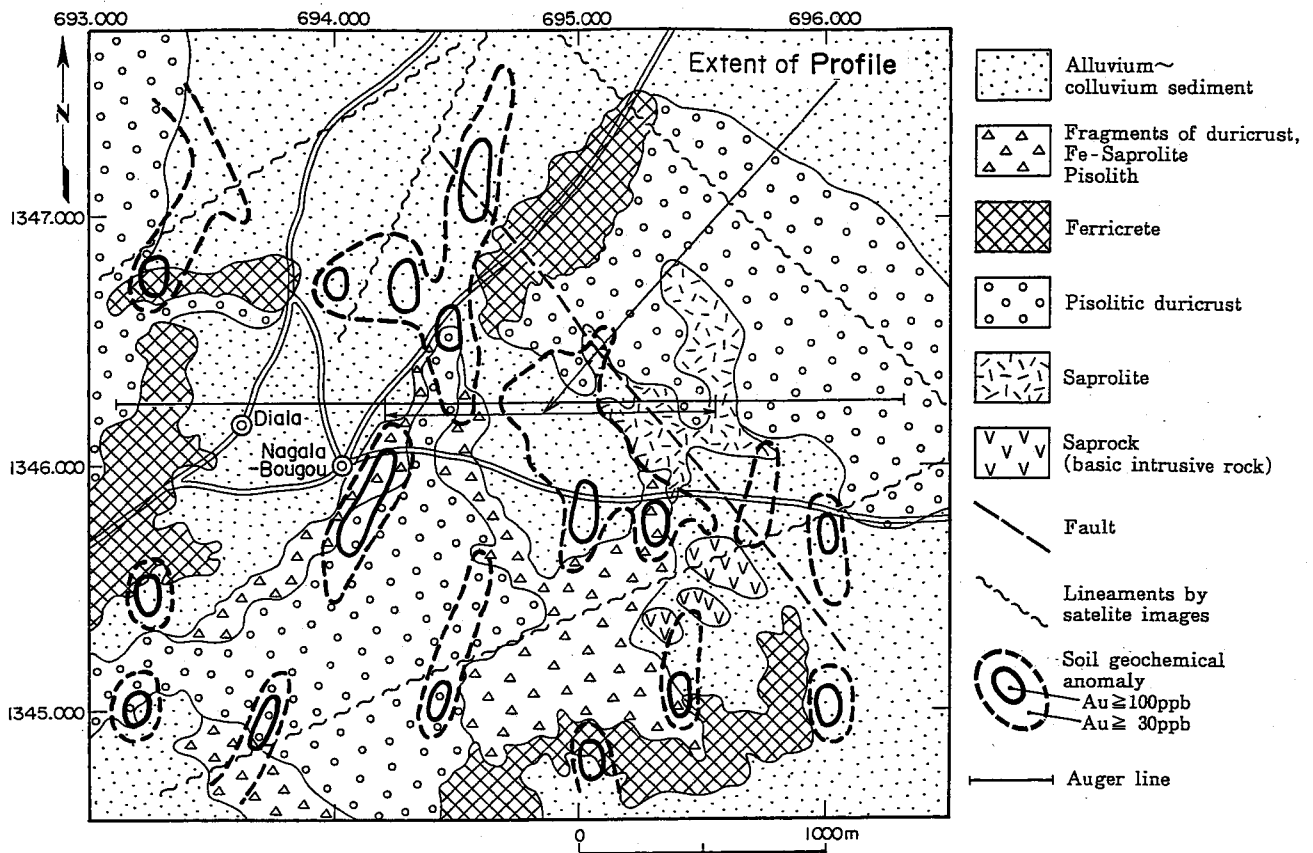 693.000 694.000 695.000 696.000
N
Extent of Profile
1347.000
1346.000
1345.000
Diala
Nagala
-Bougou
0 1000m
Alluvium~
colluvium sediment
Fragments of duricrust,
Fe-Saprolite
Pisolith
Ferricrete
Pisolitic duricrust
Saprolite
Saprock
(basic intrusive rock)
Fault
Lineaments by
satelite images
Soil geochemical
anomaly
Au≧100ppb
Au≧ 30ppb
Auger line